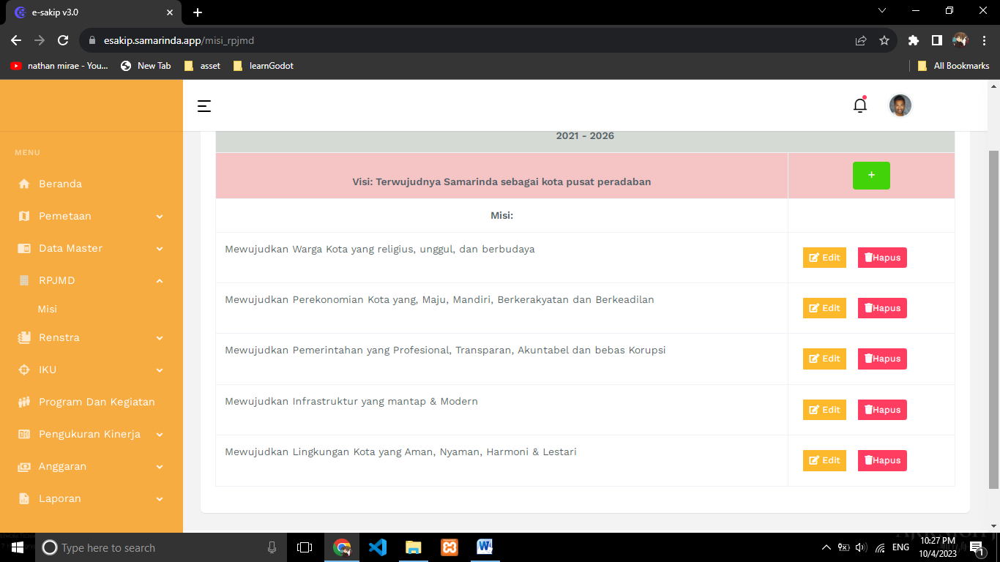 e-sakip v3.0
esakip.samarinda.app/misi_rpjmd
nathan mirae - You...
New Tab
asset
learnGodot
All Bookmarks
MENU
Beranda
Pemetaan
Data Master
RPJMD
Misi
Renstra
IKU
Program Dan Kegiatan
Pengukuran Kinerja
Anggaran
Laporan
2021 - 2026
Visi: Terwujudnya Samarinda sebagai kota pusat peradaban
+
Misi:
Mewujudkan Warga Kota yang religius, unggul, dan berbudaya
Edit Hapus
Mewujudkan Perekonomian Kota yang, Maju, Mandiri, Berkerakyatan dan Berkeadilan
Edit Hapus
Mewujudkan Pemerintahan yang Profesional, Transparan, Akuntabel dan bebas Korupsi
Edit Hapus
Mewujudkan Infrastruktur yang mantap & Modern
Edit Hapus
Mewujudkan Lingkungan Kota yang Aman, Nyaman, Harmoni & Lestari
Edit Hapus
Type here to search
ENG
10:27 PM
10/4/2023
1